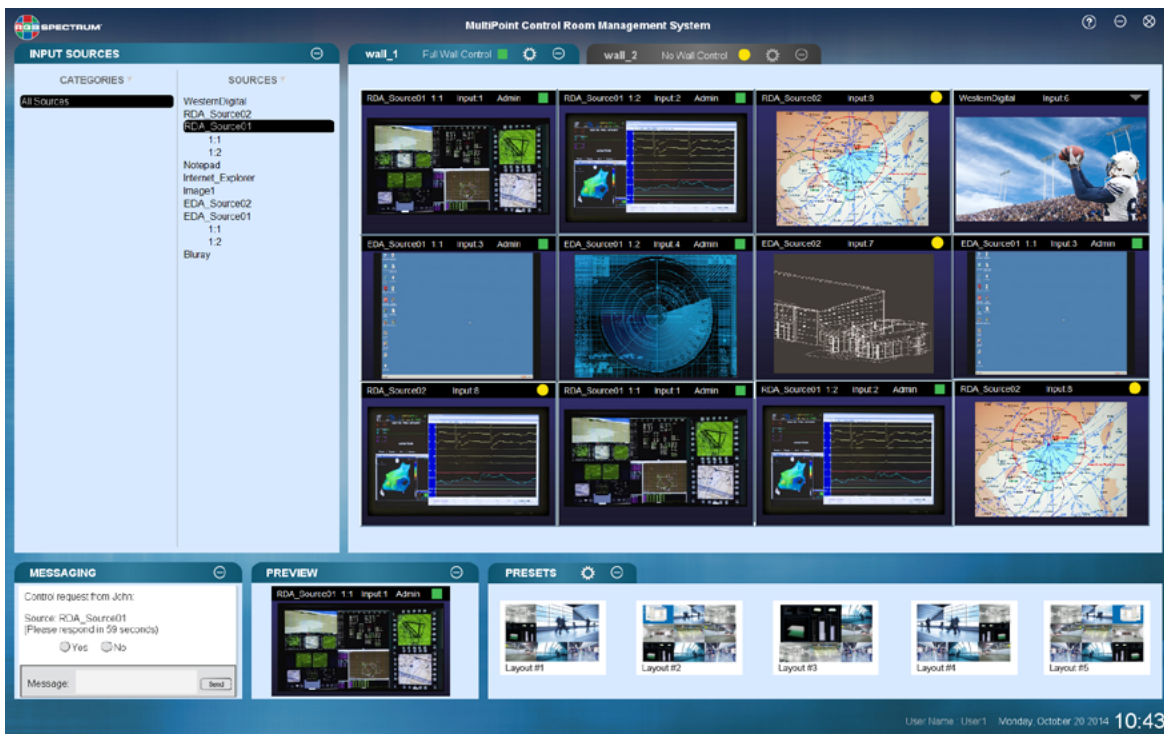 RGB SPECTRUM
MultiPoint Control Room Management System
INPUT SOURCES
CATEGORIES
SOURCES
All Sources
WesternDigital
RDA_Source02
RDA_Source01
1:1
1:2
Notepad
Internet_Explorer
Image1
EDA_Source02
EDA_Source01
1:1
1:2
Bluray
wall_1 Full Wall Control
wall_2 No Wall Control
RDA_Source01 1:1 Input:1 Admin
RDA_Source01 1:2 Input:2 Admin
RDA_Source02 Input:8
WesternDigital Input:6
EDA_Source01 1:1 Input:3 Admin
EDA_Source01 1:2 Input:4 Admin
EDA_Source02 Input:7
EDA_Source01 1:1 Input:3 Admin
RDA_Source02 Input:8
RDA_Source01 1:1 Input:1 Admin
RDA_Source01 1:2 Input:2 Admin
RDA_Source02 Input:8
MESSAGING
Control request from John:
Source: RDA_Source01
(Please respond in 59 seconds)
Yes No
Message:
Send
PREVIEW
RDA_Source01 1:1 Input:1 Admin
PRESETS
Layout #1
Layout #2
Layout #3
Layout #4
Layout #5
User Name : User1 Monday, October 20 2014 10:43